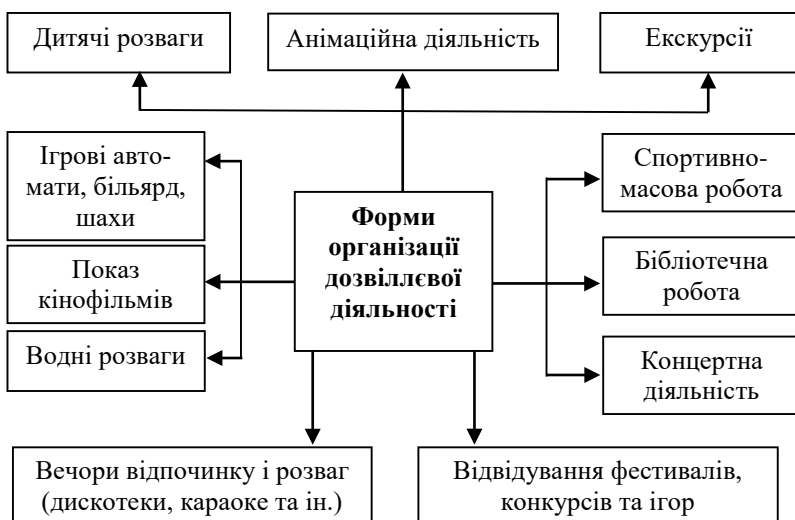 Дитячі розваги
Анімаційна діяльність
Екскурсії
Ігрові авто-
мати, більярд,
шахи
Показ
кінофільмів
Водні розваги
Форми
організації
дозвіллєвої
діяльності
Спортивно-
масова робота
Бібліотечна
робота
Концертна
діяльність
Вечори відпочинку і розваг
(дискотеки, караоке та ін.)
Відвідування фестивалів,
конкурсів та ігор